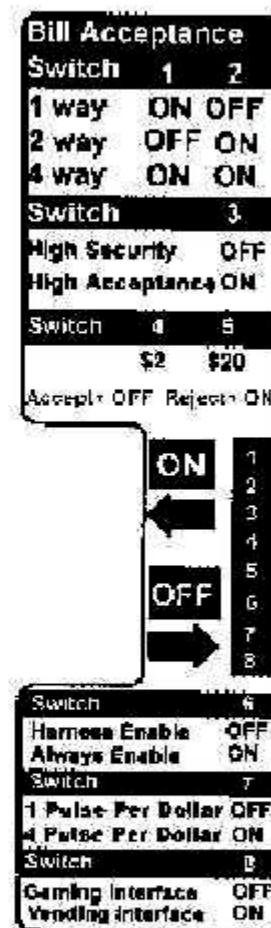 Bill Acceptance
Switch 1 2
1 way ON OFF
2 way OFF ON
4 way ON ON
Switch 3
High Security OFF
High Acceptance ON
Switch 4 5
$2 $20
Accept= OFF Reject= ON
ON
1
2
3
4
5
OFF
6
7
8
Switch 6
Harness Enable OFF
Always Enable ON
Switch 7
1 Pulse Per Dollar OFF
4 Pulse Per Dollar ON
Switch 8
Gaming Interface OFF
Vending Interface ON